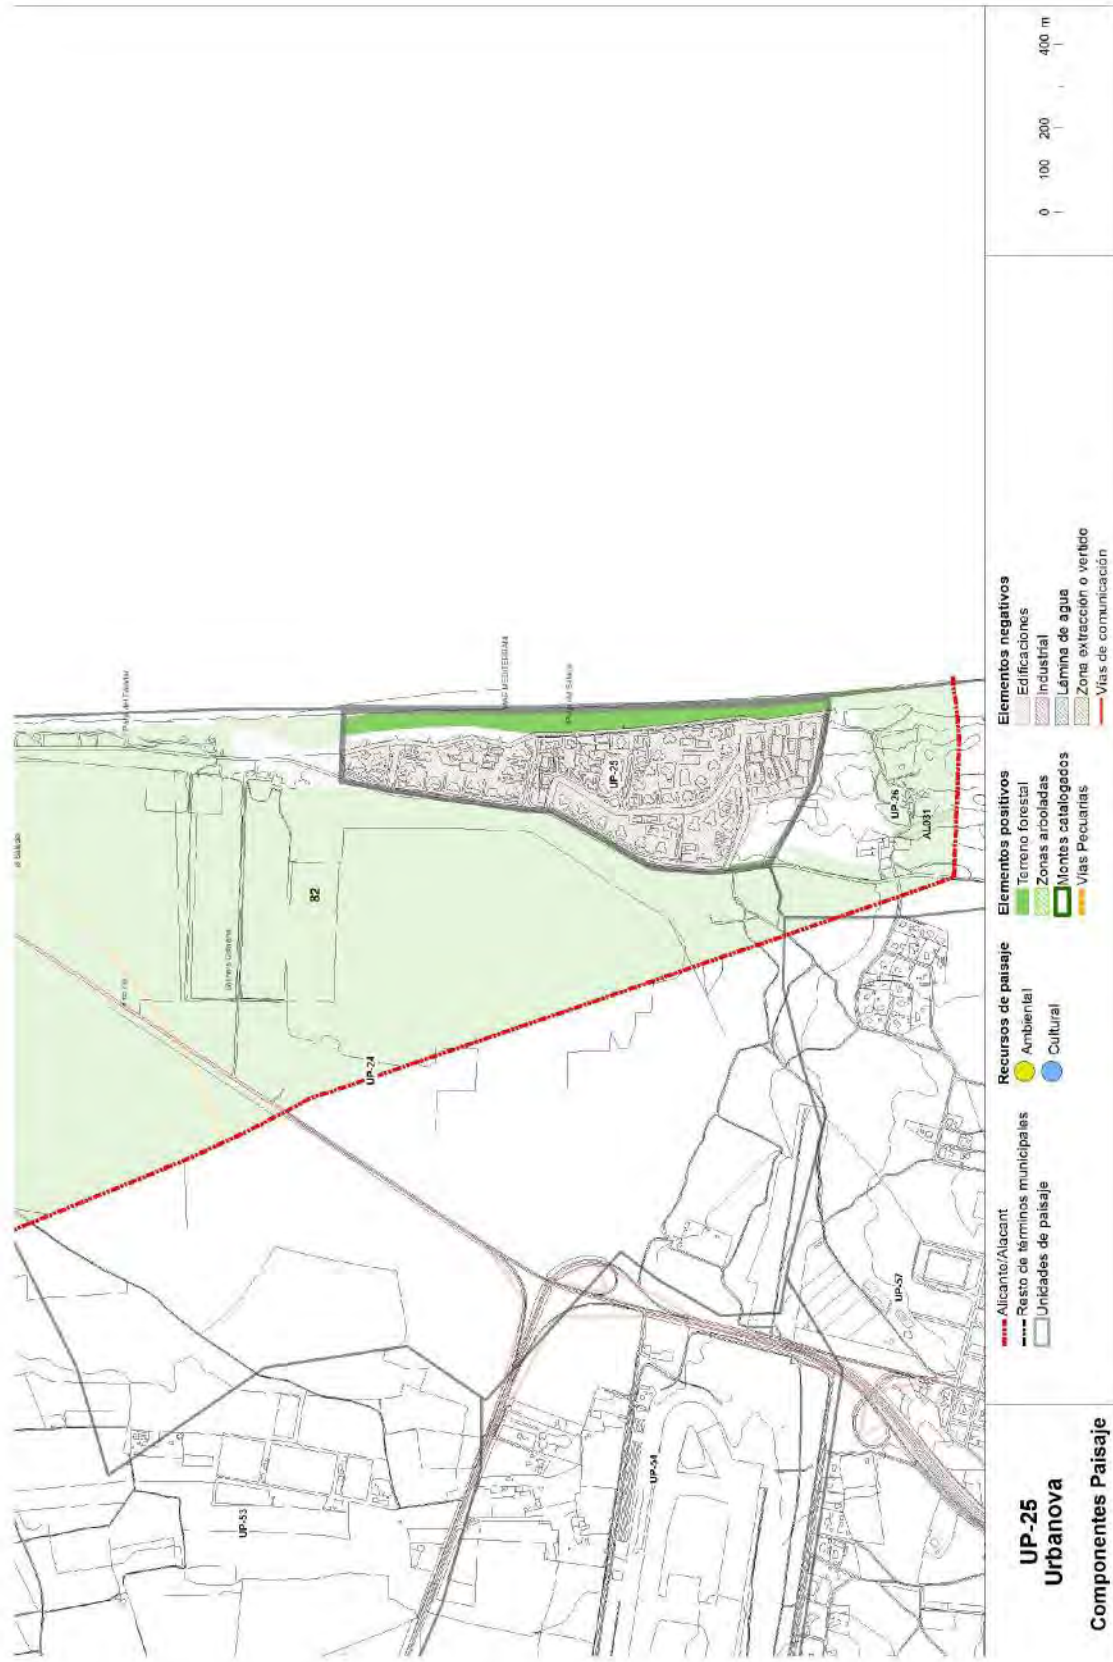 UP-25
Urbanova
Componentes Paisaje
Alicante/Alacant
Resto de términos municipales
Unidades de paisaje
Recursos de paisaje
Ambiental
Cultural
Elementos positivos
Terreno forestal
Zonas arboladas
Montes catalogados
Vías Pecuarias
Elementos negativos
Edificaciones
Industrial
Lámina de agua
Zona extracción o vertido
Vías de comunicación
0 100 200 400 m
UP-53
UP-54
UP-57
UP-24
82
UP-25
UP-26
AL031